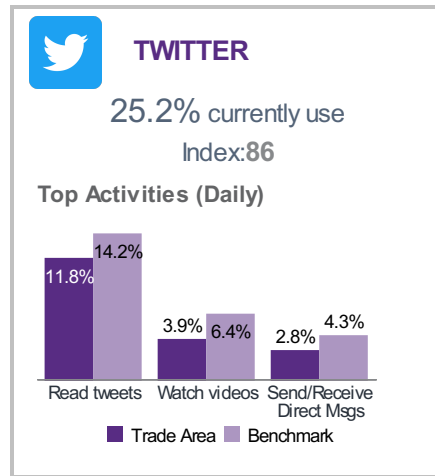 TWITTER
25.2% currently use
Index:86
Top Activities (Daily)
11.8%
14.2%
3.9%
6.4%
2.8%
4.3%
Read tweets
Watch videos
Send/Receive
Direct Msgs
Trade Area
Benchmark